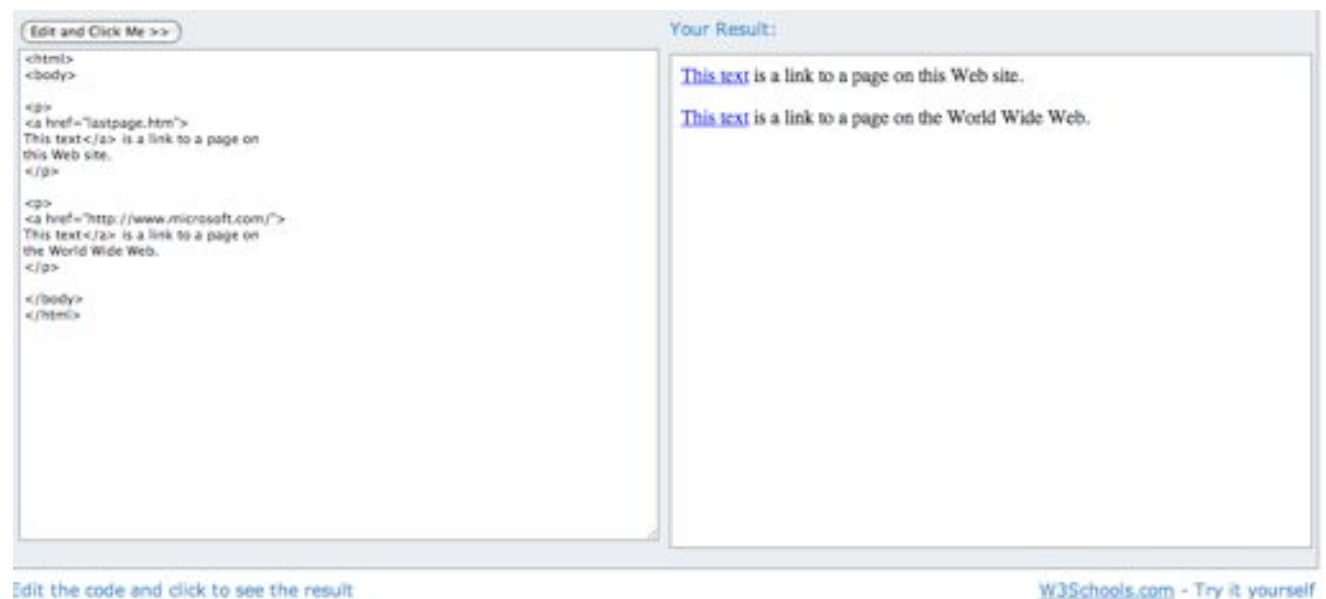 Edit and Click Me >>
<html>
<body>
<p>
<a href="lastpage.htm">
This text</a> is a link to a page on
this Web site.
</p>
<p>
<a href="http://www.microsoft.com/">
This text</a> is a link to a page on
the World Wide Web.
</p>
</body>
</html>
Your Result:
This text is a link to a page on this Web site.
This text is a link to a page on the World Wide Web.
Edit the code and click to see the result
W3Schools.com - Try it yourself